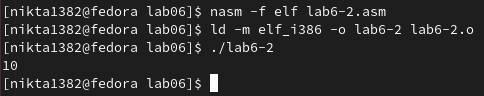 [nikta1382@fedora lab06]$ nasm -f elf lab6-2.asm
[nikta1382@fedora lab06]$ ld -m elf_i386 -o lab6-2 lab6-2.o
[nikta1382@fedora lab06]$ ./lab6-2
10
[nikta1382@fedora lab06]$